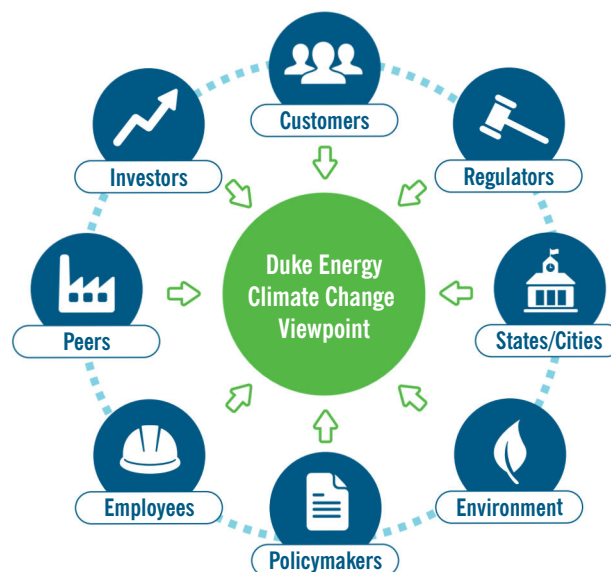 Customers
Investors
Regulators
Duke Energy
Climate Change
Viewpoint
Peers
States/Cities
Employees
Environment
Policymakers